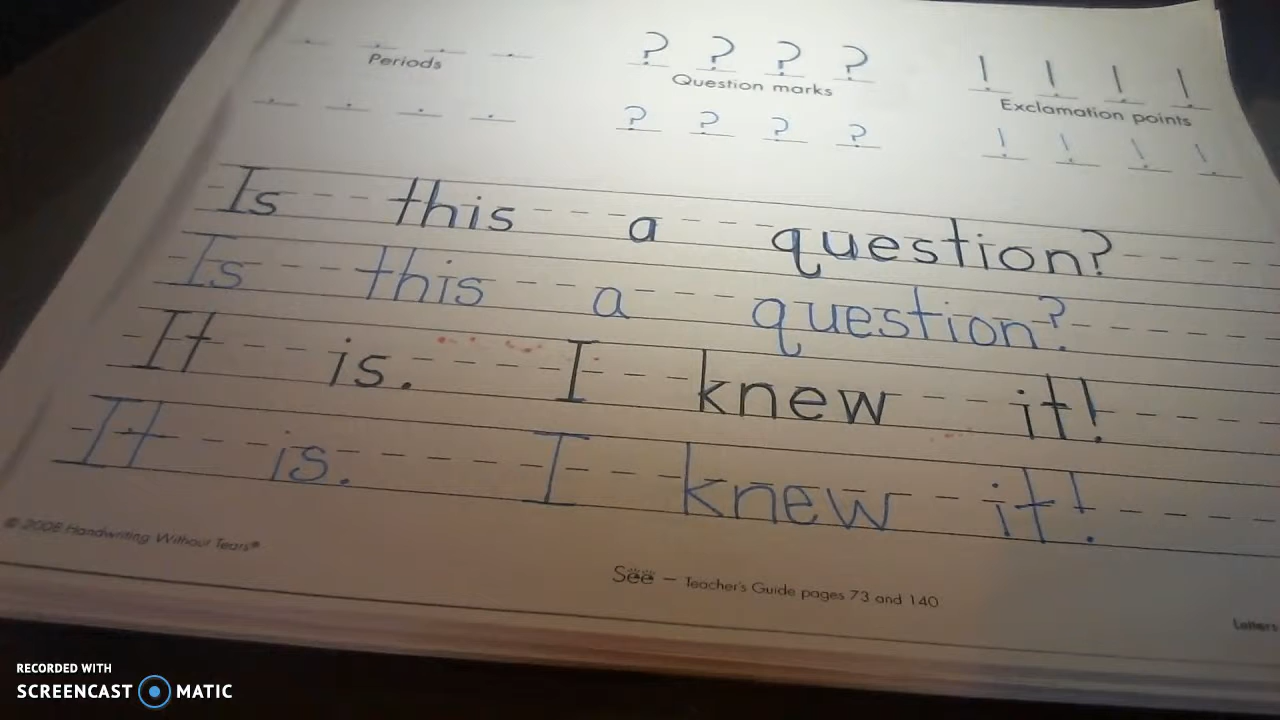 . . . . ? ? ? ? ! ! ! !
Periods Question marks Exclamation points
. . . . ? ? ? ? ! ! ! !
Is this a question?
Is this a question?
It is. I knew it!
It is. I knew it!
© 2008 Handwriting Without Tears®
See – Teacher's Guide pages 73 and 140
Letters
RECORDED WITH
SCREENCAST MATIC